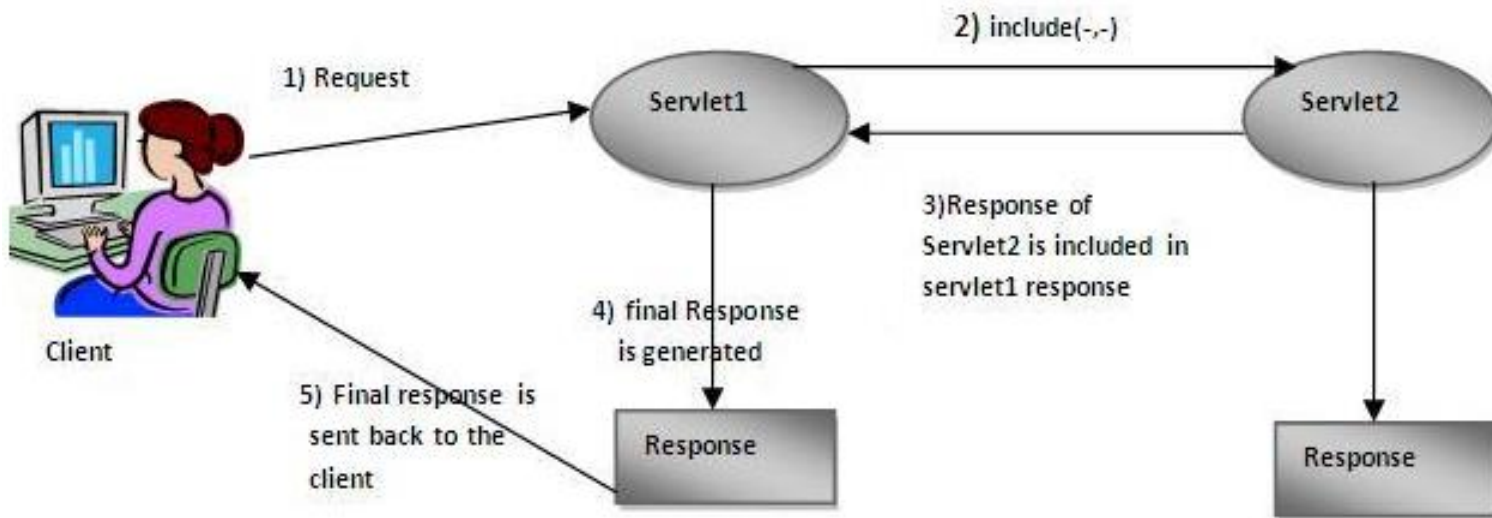 2) include(-,-)
1) Request
Servlet1
Servlet2
3)Response of
Servlet2 is included in
servlet1 response
4) final Response
is generated
Client
5) Final response is
sent back to the
client
Response
Response